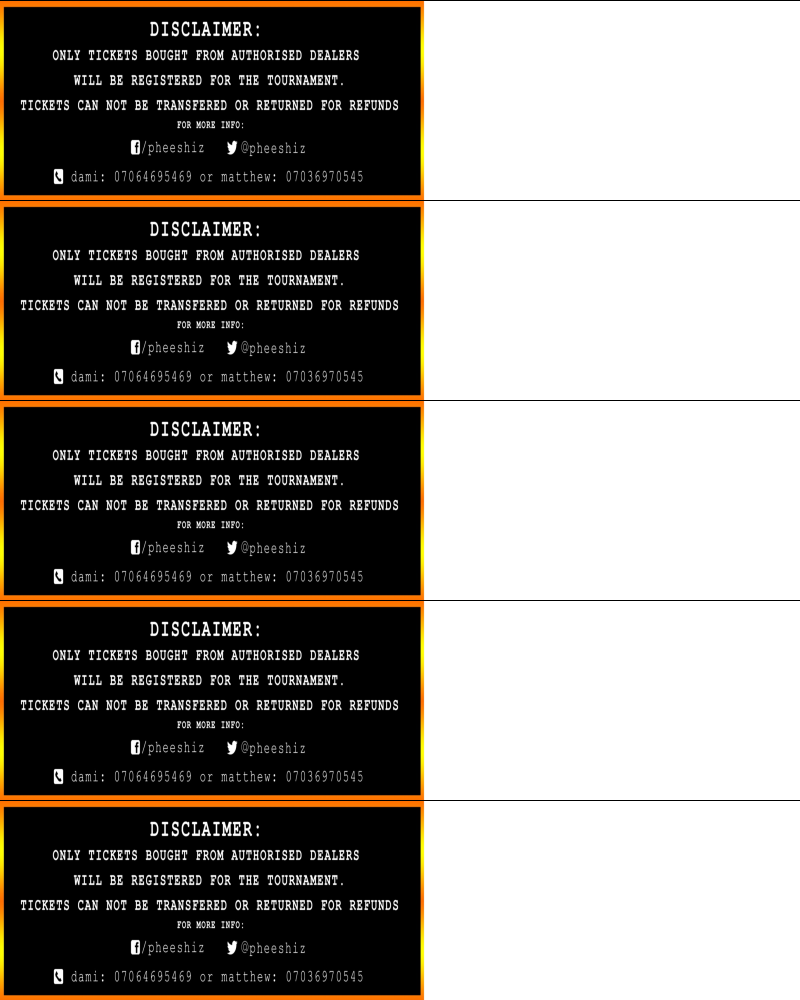 DISCLAIMER:
ONLY TICKETS BOUGHT FROM AUTHORISED DEALERS
WILL BE REGISTERED FOR THE TOURNAMENT.
TICKETS CAN NOT BE TRANSFERED OR RETURNED FOR REFUNDS
FOR MORE INFO:
f/pheeshiz @pheeshiz
dami: 07064695469 or matthew: 07036970545
DISCLAIMER:
ONLY TICKETS BOUGHT FROM AUTHORISED DEALERS
WILL BE REGISTERED FOR THE TOURNAMENT.
TICKETS CAN NOT BE TRANSFERED OR RETURNED FOR REFUNDS
FOR MORE INFO:
f/pheeshiz @pheeshiz
dami: 07064695469 or matthew: 07036970545
DISCLAIMER:
ONLY TICKETS BOUGHT FROM AUTHORISED DEALERS
WILL BE REGISTERED FOR THE TOURNAMENT.
TICKETS CAN NOT BE TRANSFERED OR RETURNED FOR REFUNDS
FOR MORE INFO:
f/pheeshiz @pheeshiz
dami: 07064695469 or matthew: 07036970545
DISCLAIMER:
ONLY TICKETS BOUGHT FROM AUTHORISED DEALERS
WILL BE REGISTERED FOR THE TOURNAMENT.
TICKETS CAN NOT BE TRANSFERED OR RETURNED FOR REFUNDS
FOR MORE INFO:
f/pheeshiz @pheeshiz
dami: 07064695469 or matthew: 07036970545
DISCLAIMER:
ONLY TICKETS BOUGHT FROM AUTHORISED DEALERS
WILL BE REGISTERED FOR THE TOURNAMENT.
TICKETS CAN NOT BE TRANSFERED OR RETURNED FOR REFUNDS
FOR MORE INFO:
f/pheeshiz @pheeshiz
dami: 07064695469 or matthew: 07036970545